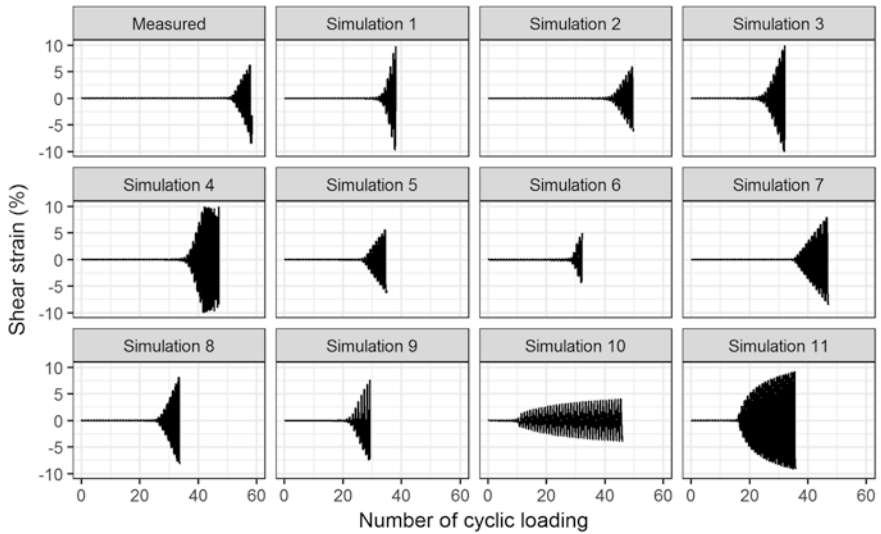 Measured Simulation 1 Simulation 2 Simulation 3
10
5
0
-5
-10
Simulation 4 Simulation 5 Simulation 6 Simulation 7
10
5
0
-5
-10
Simulation 8 Simulation 9 Simulation 10 Simulation 11
10
5
0
-5
-10
0 20 40 60 0 20 40 60 0 20 40 60 0 20 40 60
Shear strain (%)
Number of cyclic loading